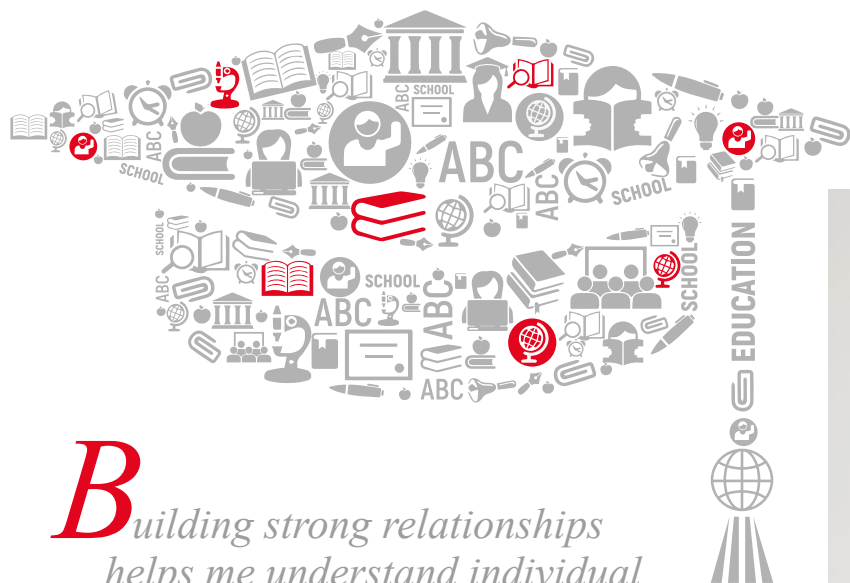 SCHOOL
ABC
ABC
ABC
SCHOOL
ABC
SCHOOL
SCHOOL
ABC
SCHOOL
ABC
ABC
SCHOOL
ABC
EDUCATION
Building strong relationships
helps me understand individual